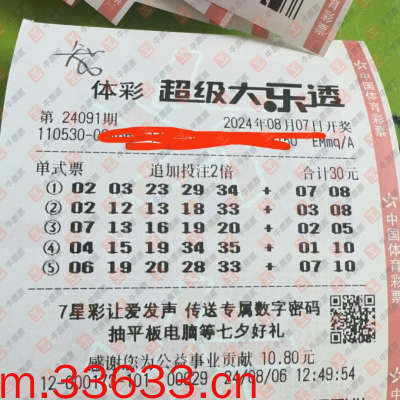 体彩 超级大乐透
第 24091期 2024年08月07日开奖
110530-0 EMmq/A
单式票 追加投注2倍 合计30元
① 02 03 23 29 34 + 07 08
② 02 12 13 18 33 + 03 08
③ 07 13 16 19 20 + 02 05
④ 04 15 19 34 35 + 01 10
⑤ 06 19 20 28 33 + 07 10
7星彩让爱发声 传送专属数字密码
抽平板电脑等七夕好礼
感谢您为公益事业贡献 10.80元
24/08/06 12:49:54
m.33633.cn
中国体育彩票
中国体育彩票